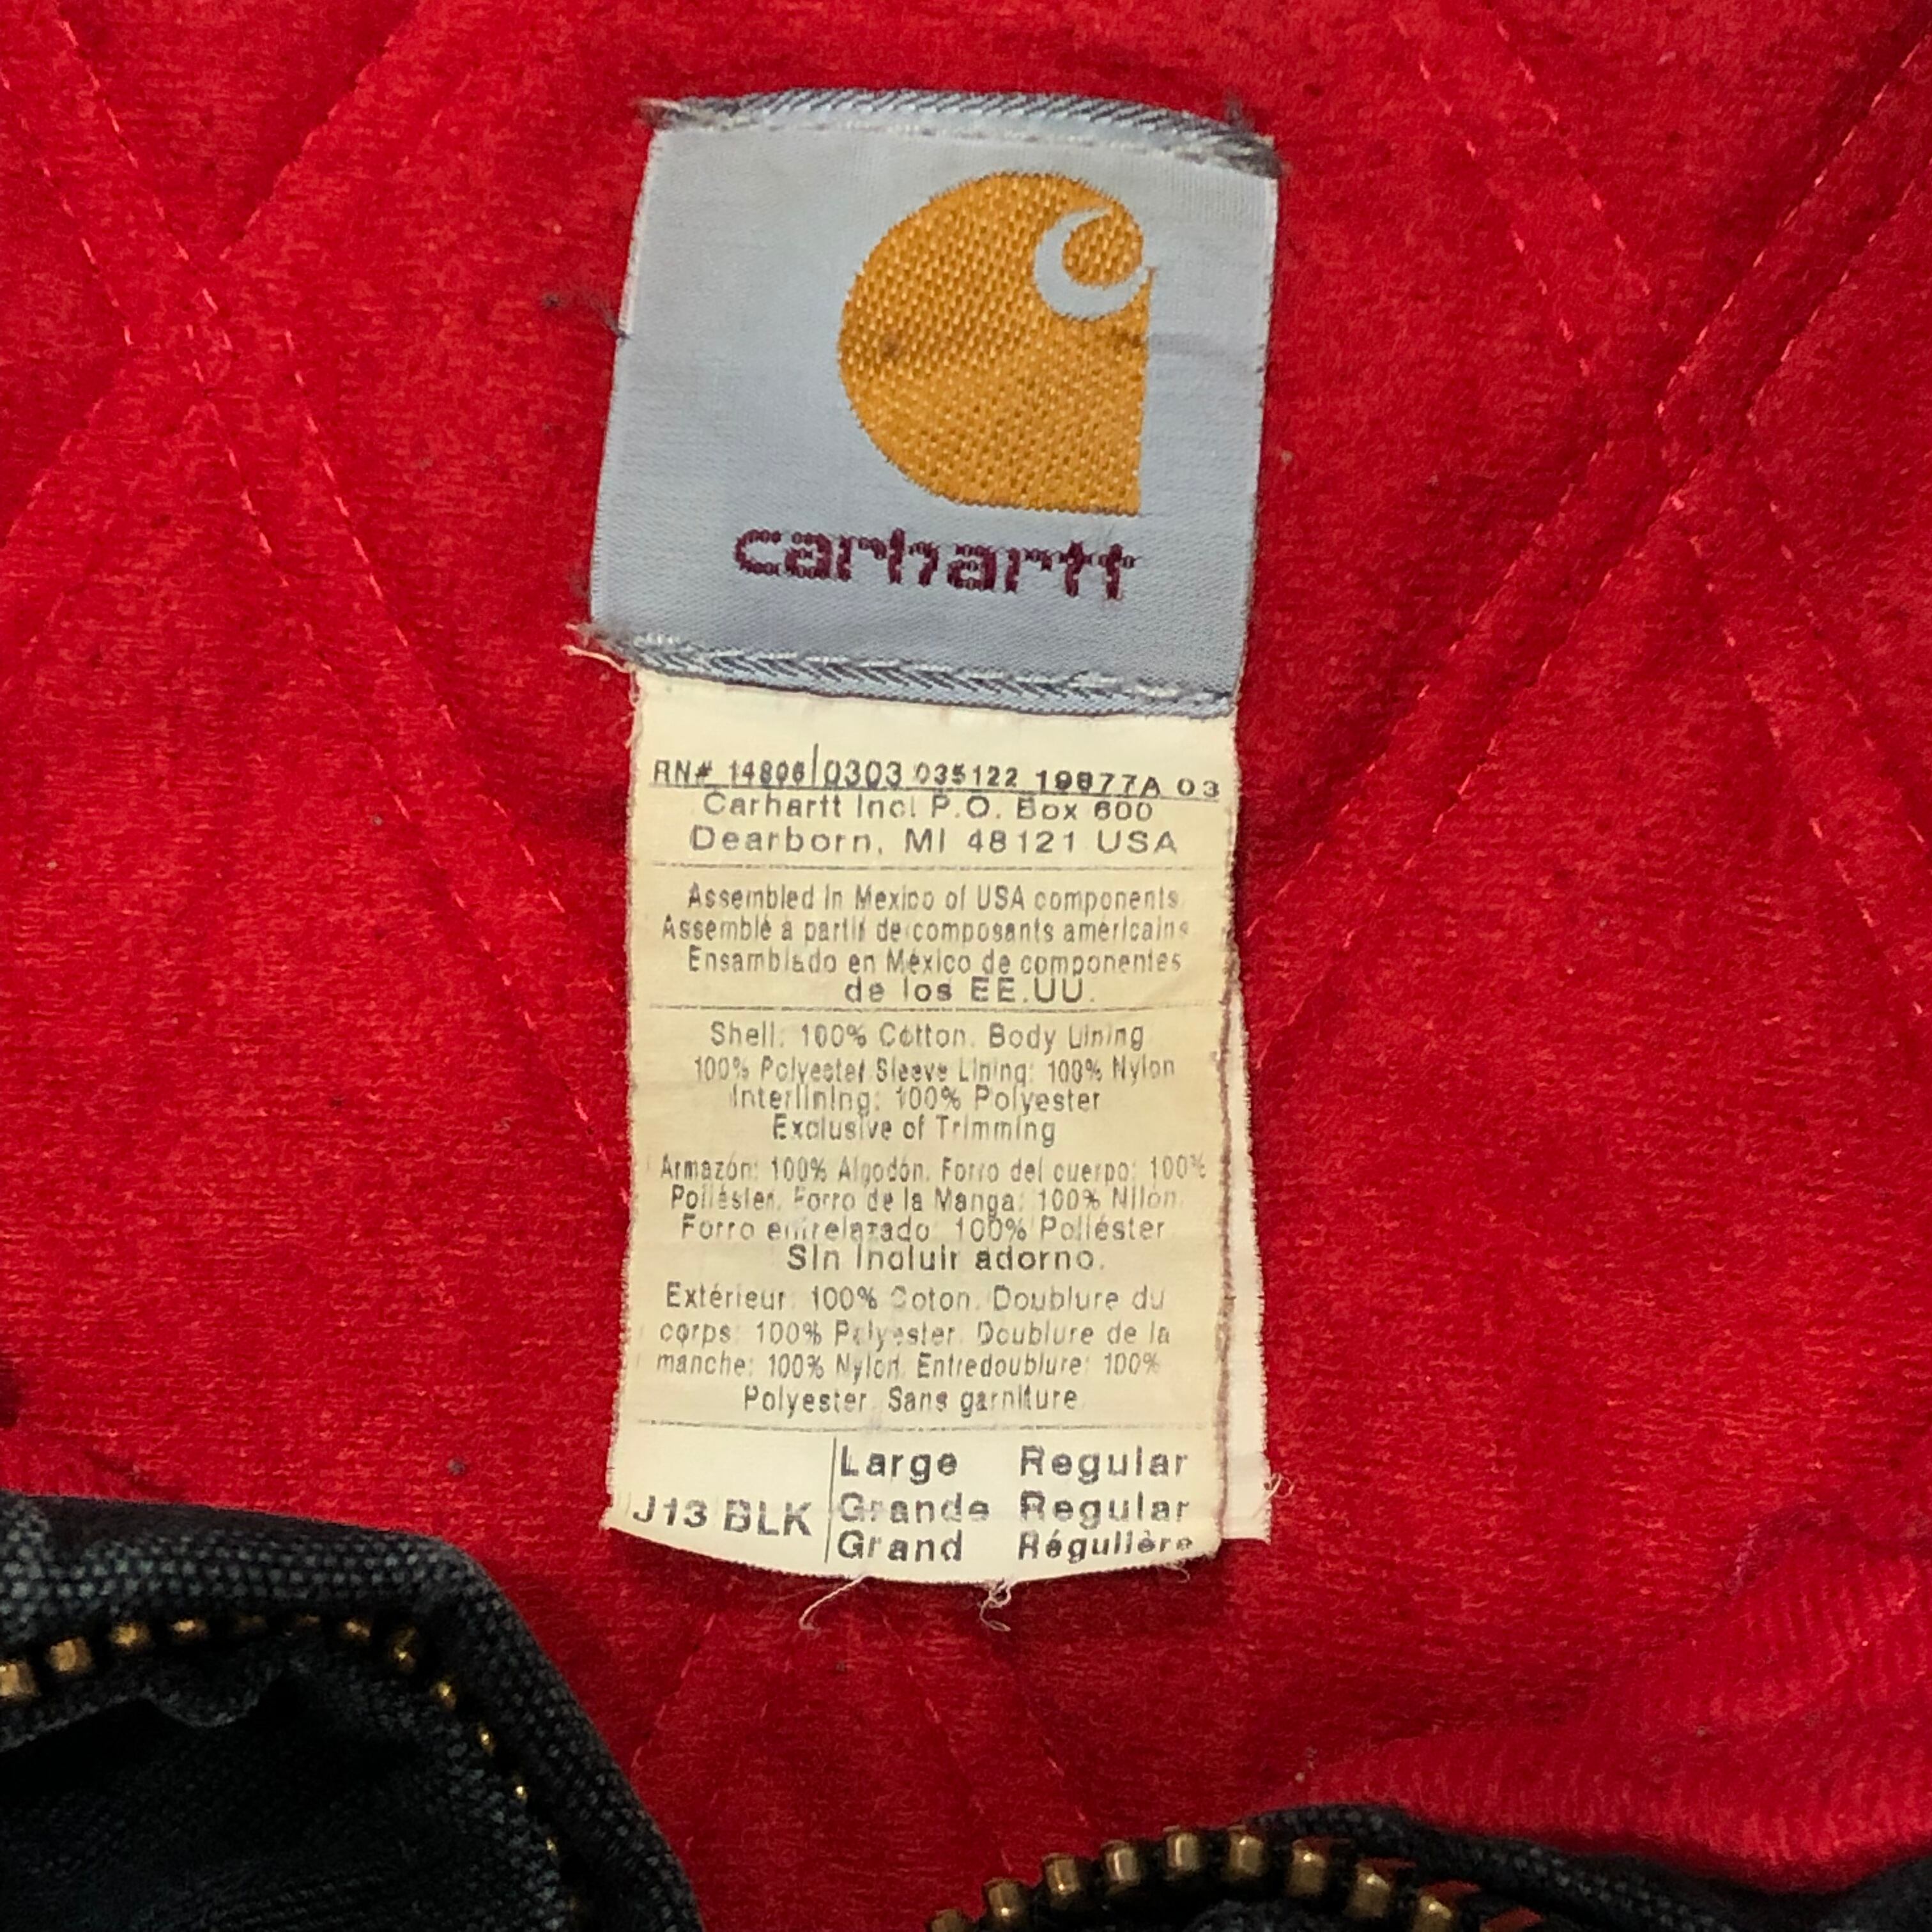 carhartt
RN# 14806 0303 035122 19877A 03
Carhartt Inc. P.O. Box 600
Dearborn, MI 48121 USA
Assembled in Mexico of USA components
Assemblé a partir de composants américains
Ensamblado en México de componentes
de los EE.UU.
Shell: 100% Cotton. Body Lining
100% Polyester Sleeve Lining: 100% Nylon
Interlining: 100% Polyester
Exclusive of Trimming
Armazón: 100% Algodón. Forro del cuerpo: 100%
Poliéster. Forro de la Manga: 100% Nilón.
Forro entrelazado: 100% Poliéster
Sin incluir adorno.
Extérieur: 100% Coton. Doublure du
corps: 100% Polyester. Doublure de la
manche: 100% Nylon. Entredoublure: 100%
Polyester. Sans garniture
J13 BLK
Large Regular
Grande Regular
Grand Régulière